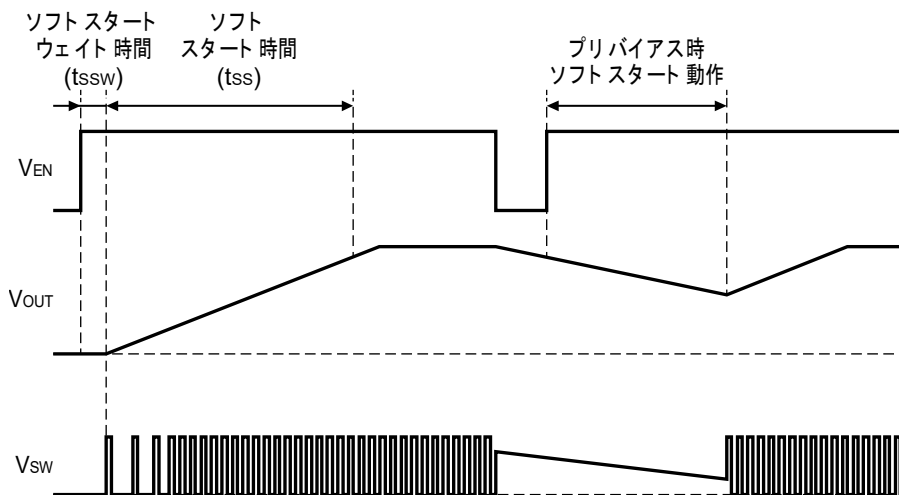 ソフト スタート
ウェイト 時間
(tSSW)
ソフト
スタート 時間
(tSS)
プリ バイアス時
ソフト スタート 動作
VEN
VOUT
VSW